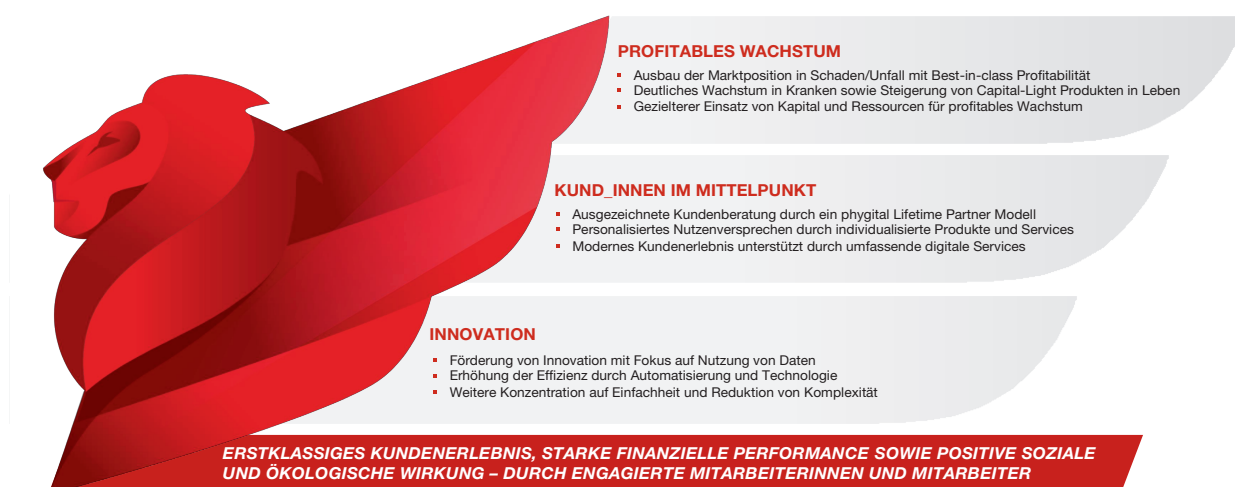 PROFITABLES WACHSTUM
▪ Ausbau der Marktposition in Schaden/Unfall mit Best-in-class Profitabilität
▪ Deutliches Wachstum in Kranken sowie Steigerung von Capital-Light Produkten in Leben
▪ Gezielterer Einsatz von Kapital und Ressourcen für profitables Wachstum
KUND_INNEN IM MITTELPUNKT
▪ Ausgezeichnete Kundenberatung durch ein phygital Lifetime Partner Modell
▪ Personalisiertes Nutzenversprechen durch individualisierte Produkte und Services
▪ Modernes Kundenerlebnis unterstützt durch umfassende digitale Services
INNOVATION
▪ Förderung von Innovation mit Fokus auf Nutzung von Daten
▪ Erhöhung der Effizienz durch Automatisierung und Technologie
▪ Weitere Konzentration auf Einfachheit und Reduktion von Komplexität
ERSTKLASSIGES KUNDENERLEBNIS, STARKE FINANZIELLE PERFORMANCE SOWIE POSITIVE SOZIALE
UND ÖKOLOGISCHE WIRKUNG – DURCH ENGAGIERTE MITARBEITERINNEN UND MITARBEITER